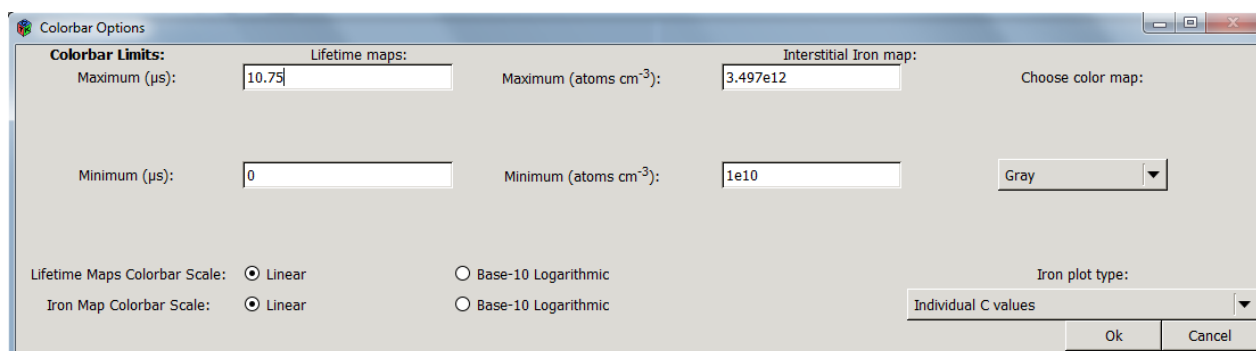 Colorbar Options
Colorbar Limits: Lifetime maps: Interstitial Iron map:
Maximum (µs): 10.75 Maximum (atoms cm⁻³): 3.497e12 Choose color map:
Minimum (µs): 0 Minimum (atoms cm⁻³): 1e10 Gray
Lifetime Maps Colorbar Scale: Linear Base-10 Logarithmic Iron plot type:
Iron Map Colorbar Scale: Linear Base-10 Logarithmic Individual C values
Ok Cancel